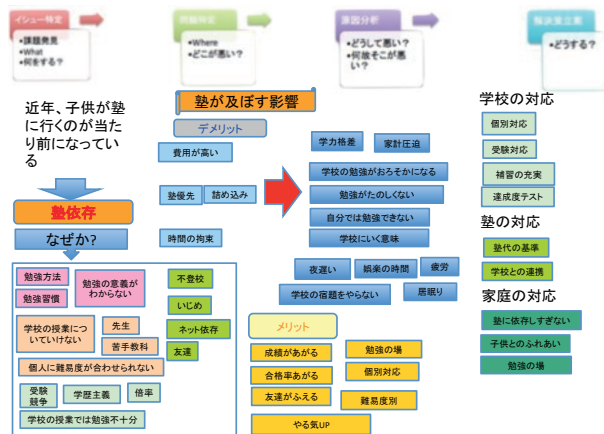 イシュー特定
•課題発見
•What
•何をする?
•Where
•どこが悪い?
原因分析
•どうして悪い?
•何故そこが悪
い?
解決策立案
•どうする?
近年、子供が塾
に行くのが当た
り前になってい
る
塾依存
なぜか?
勉強方法
勉強習慣
勉強の意義が
わからない
不登校
いじめ
ネット依存
友達
学校の授業につ
いていけない
先生
苦手教科
個人に難易度が合わせられない
受験
競争
学歴主義
倍率
学校の授業では勉強不十分
塾が及ぼす影響
デメリット
費用が高い
塾優先
詰め込み
時間の拘束
学力格差
家計圧迫
学校の勉強がおろそかになる
勉強がたのしくない
自分では勉強できない
学校にいく意味
夜遅い
娯楽の時間
疲労
学校の宿題をやらない
居眠り
メリット
成績があがる
勉強の場
合格率あがる
個別対応
友達がふえる
難易度別
やる気UP
学校の対応
個別対応
受験対応
補習の充実
達成度テスト
塾の対応
塾代の基準
学校との連携
家庭の対応
塾に依存しすぎない
子供とのふれあい
勉強の場